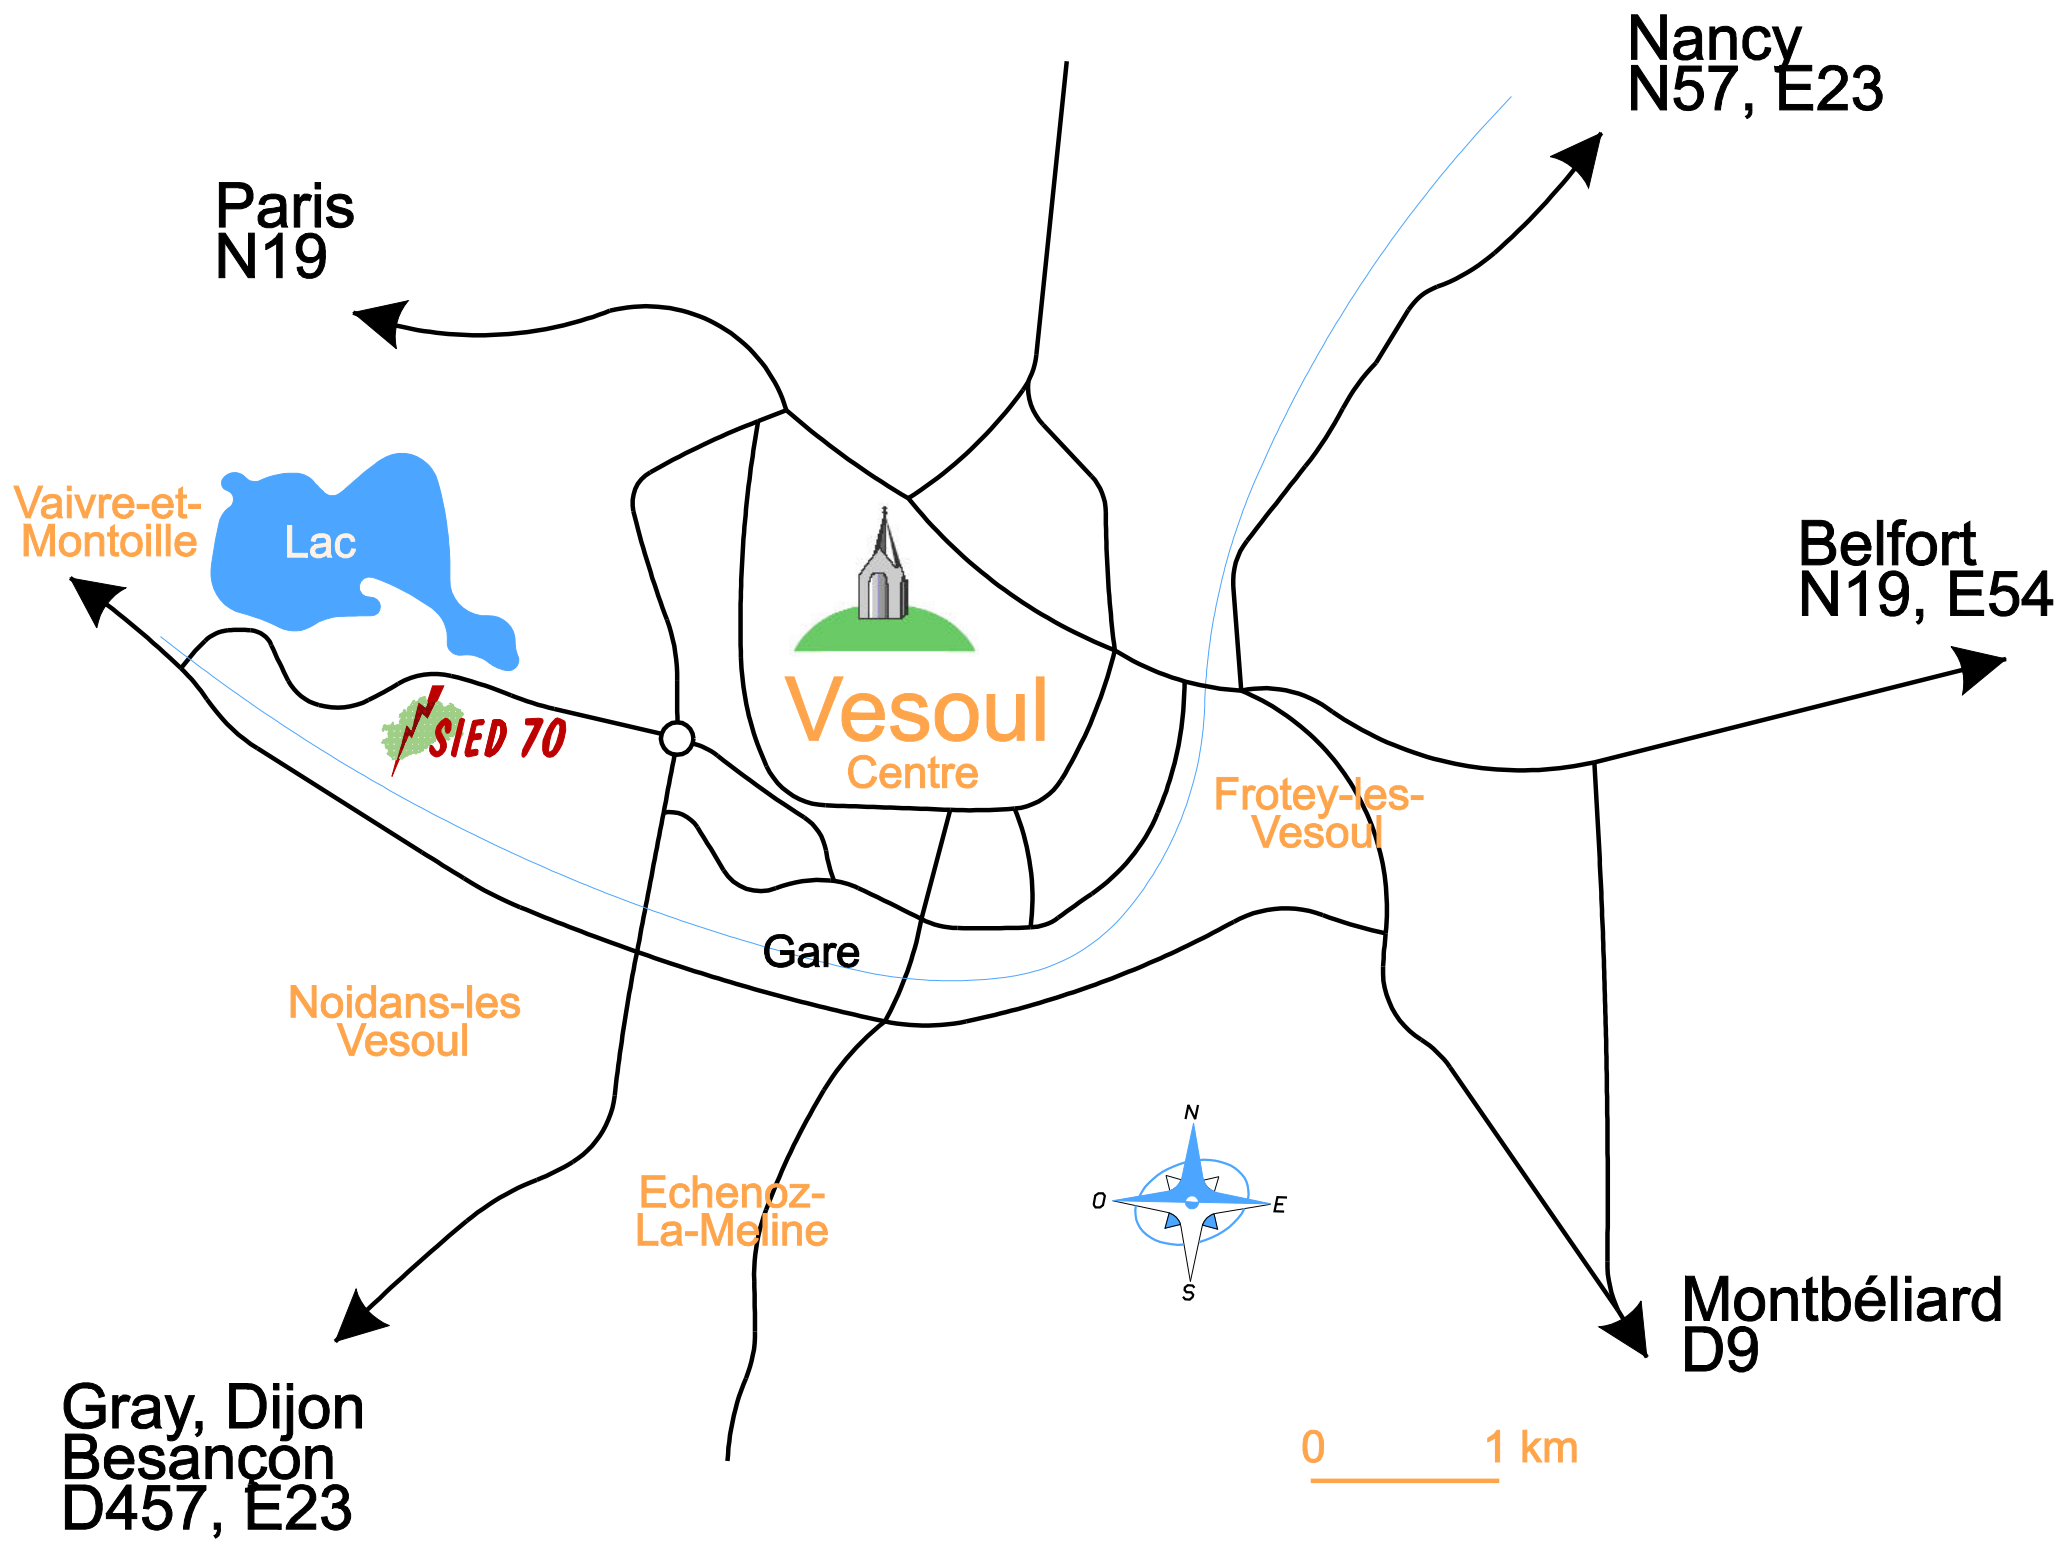 Nancy
N57, E23
Paris
N19
Vaivre-et-
Montoille
Lac
Belfort
N19, E54
SIED 70
Vesoul
Centre
Frotey-les-
Vesoul
Gare
Noidans-les
Vesoul
Echenoz-
La-Meline
N
O
E
S
Montbéliard
D9
Gray, Dijon
Besançon
D457, E23
0 1 km